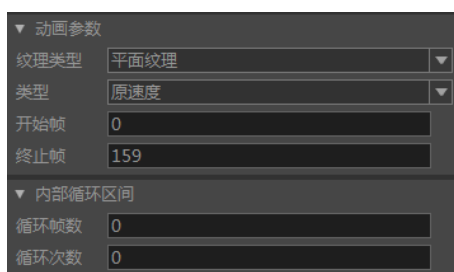 ▼ 动画参数
纹理类型 平面纹理
类型 原速度
开始帧 0
终止帧 159
▼ 内部循环区间
循环帧数 0
循环次数 0